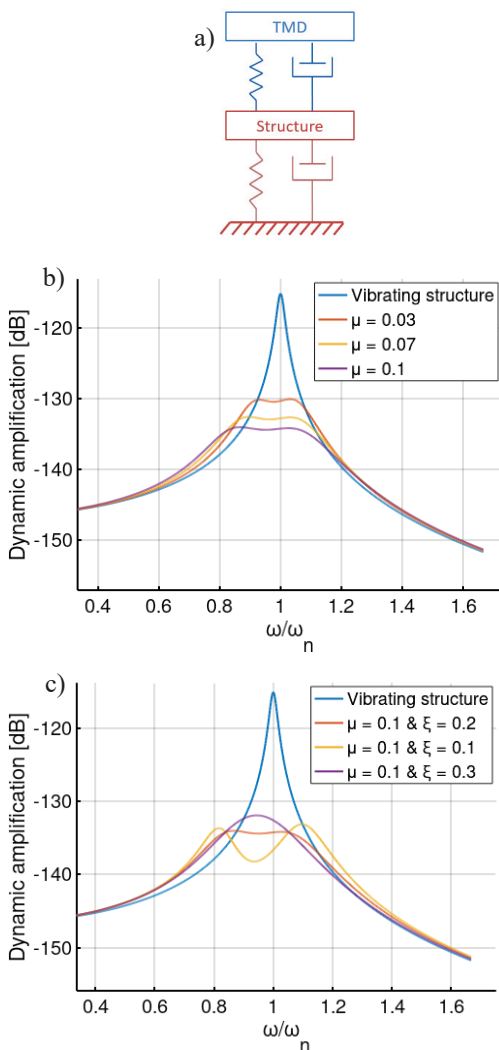 a)
TMD
Structure
b)
Dynamic amplification [dB]
-120
-130
-140
-150
Vibrating structure
μ = 0.03
μ = 0.07
μ = 0.1
0.4 0.6 0.8 1 1.2 1.4 1.6
ω/ωn
c)
Dynamic amplification [dB]
-120
-130
-140
-150
Vibrating structure
μ = 0.1 & ξ = 0.2
μ = 0.1 & ξ = 0.1
μ = 0.1 & ξ = 0.3
0.4 0.6 0.8 1 1.2 1.4 1.6
ω/ωn